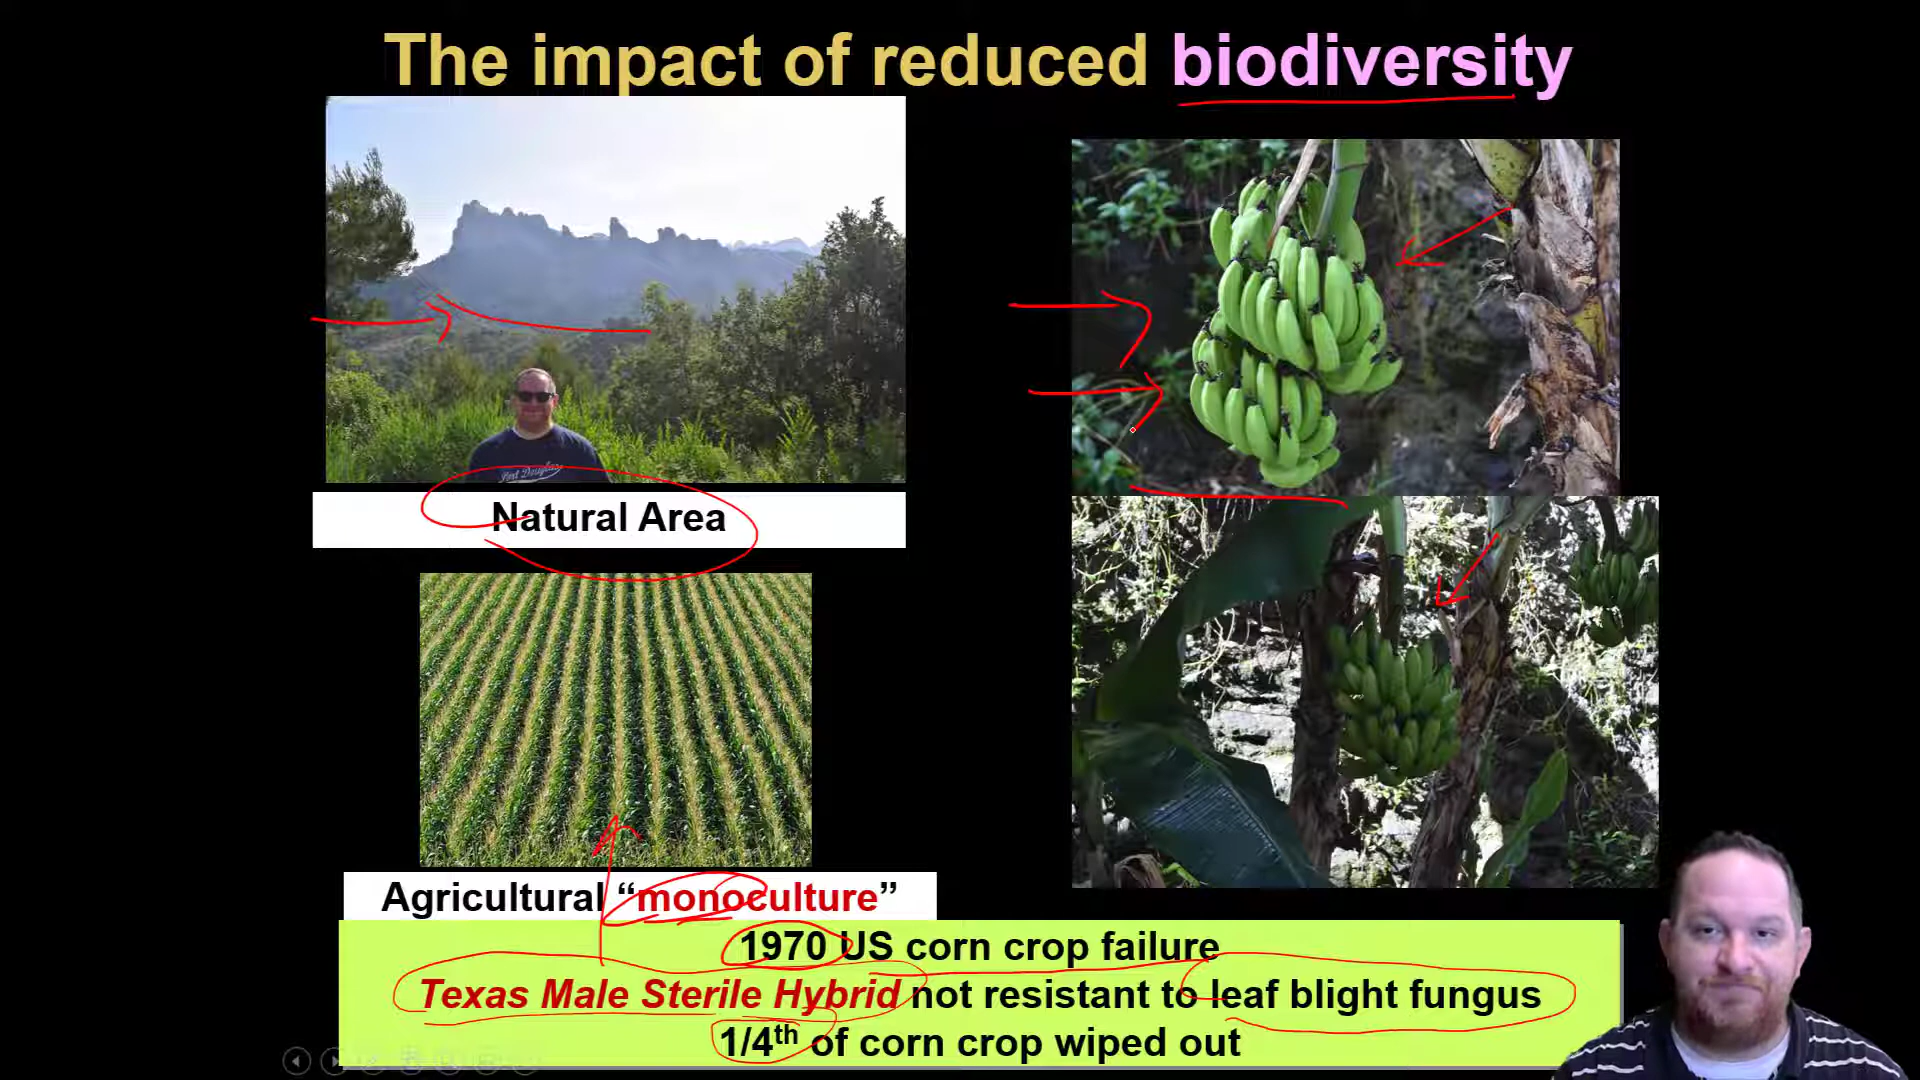 The impact of reduced biodiversity
Natural Area
Agricultural “monoculture”
1970 US corn crop failure
Texas Male Sterile Hybrid not resistant to leaf blight fungus
1/4th of corn crop wiped out